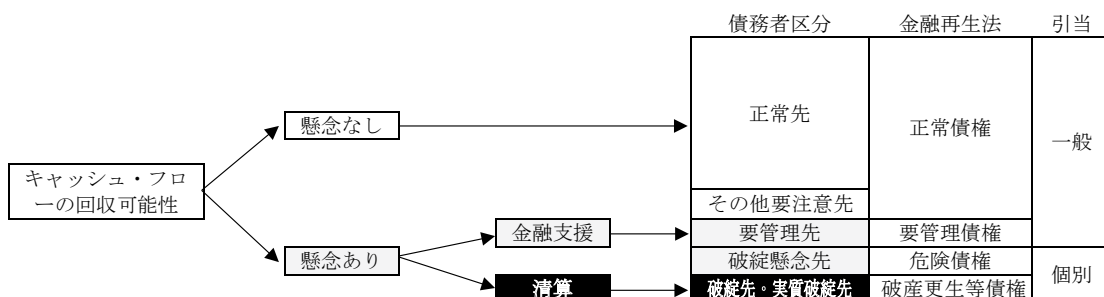 債務者区分 金融再生法 引当
懸念なし
正常先
正常債権
一般
キャッシュ・フロ
ーの回収可能性
その他要注意先
金融支援
要管理先
要管理債権
懸念あり
破綻懸念先
危険債権
個別
清算
破綻先・実質破綻先
破産更生等債権